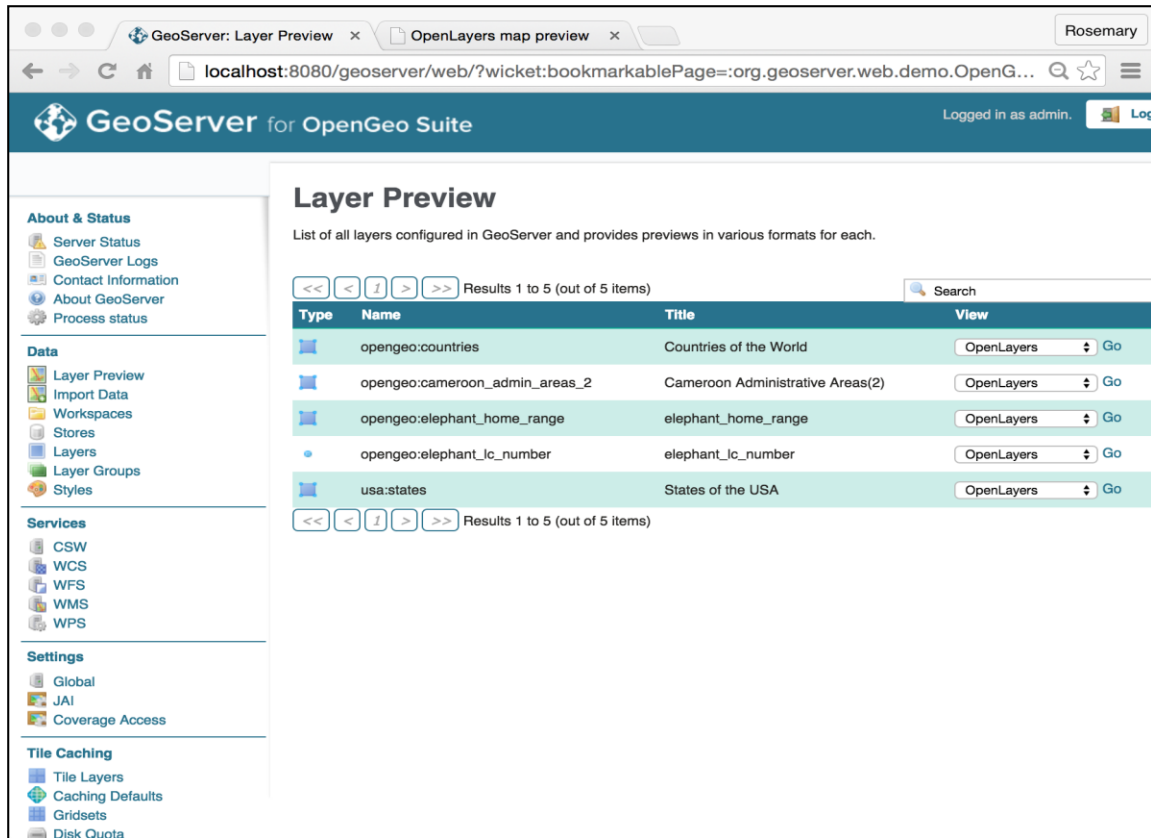 GeoServer: Layer Preview × OpenLayers map preview × Rosemary
localhost:8080/geoserver/web/?wicket:bookmarkablePage=:org.geoserver.web.demo.OpenG...
GeoServer for OpenGeo Suite Logged in as admin. Log
About & Status
Server Status
GeoServer Logs
Contact Information
About GeoServer
Process status
Data
Layer Preview
Import Data
Workspaces
Stores
Layers
Layer Groups
Styles
Services
CSW
WCS
WFS
WMS
WPS
Settings
Global
JAI
Coverage Access
Tile Caching
Tile Layers
Caching Defaults
Gridsets
Disk Quota
Layer Preview
List of all layers configured in GeoServer and provides previews in various formats for each.
<< < 1 > >> Results 1 to 5 (out of 5 items) Search
Type Name Title View
opengeo:countries Countries of the World OpenLayers Go
opengeo:cameroon_admin_areas_2 Cameroon Administrative Areas(2) OpenLayers Go
opengeo:elephant_home_range elephant_home_range OpenLayers Go
opengeo:elephant_lc_number elephant_lc_number OpenLayers Go
usa:states States of the USA OpenLayers Go
<< < 1 > >> Results 1 to 5 (out of 5 items)